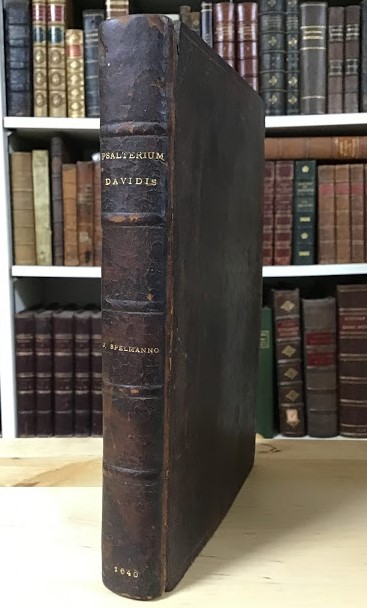 PSALTERIUM
DAVIDIS
J. SPELMANNO
1640